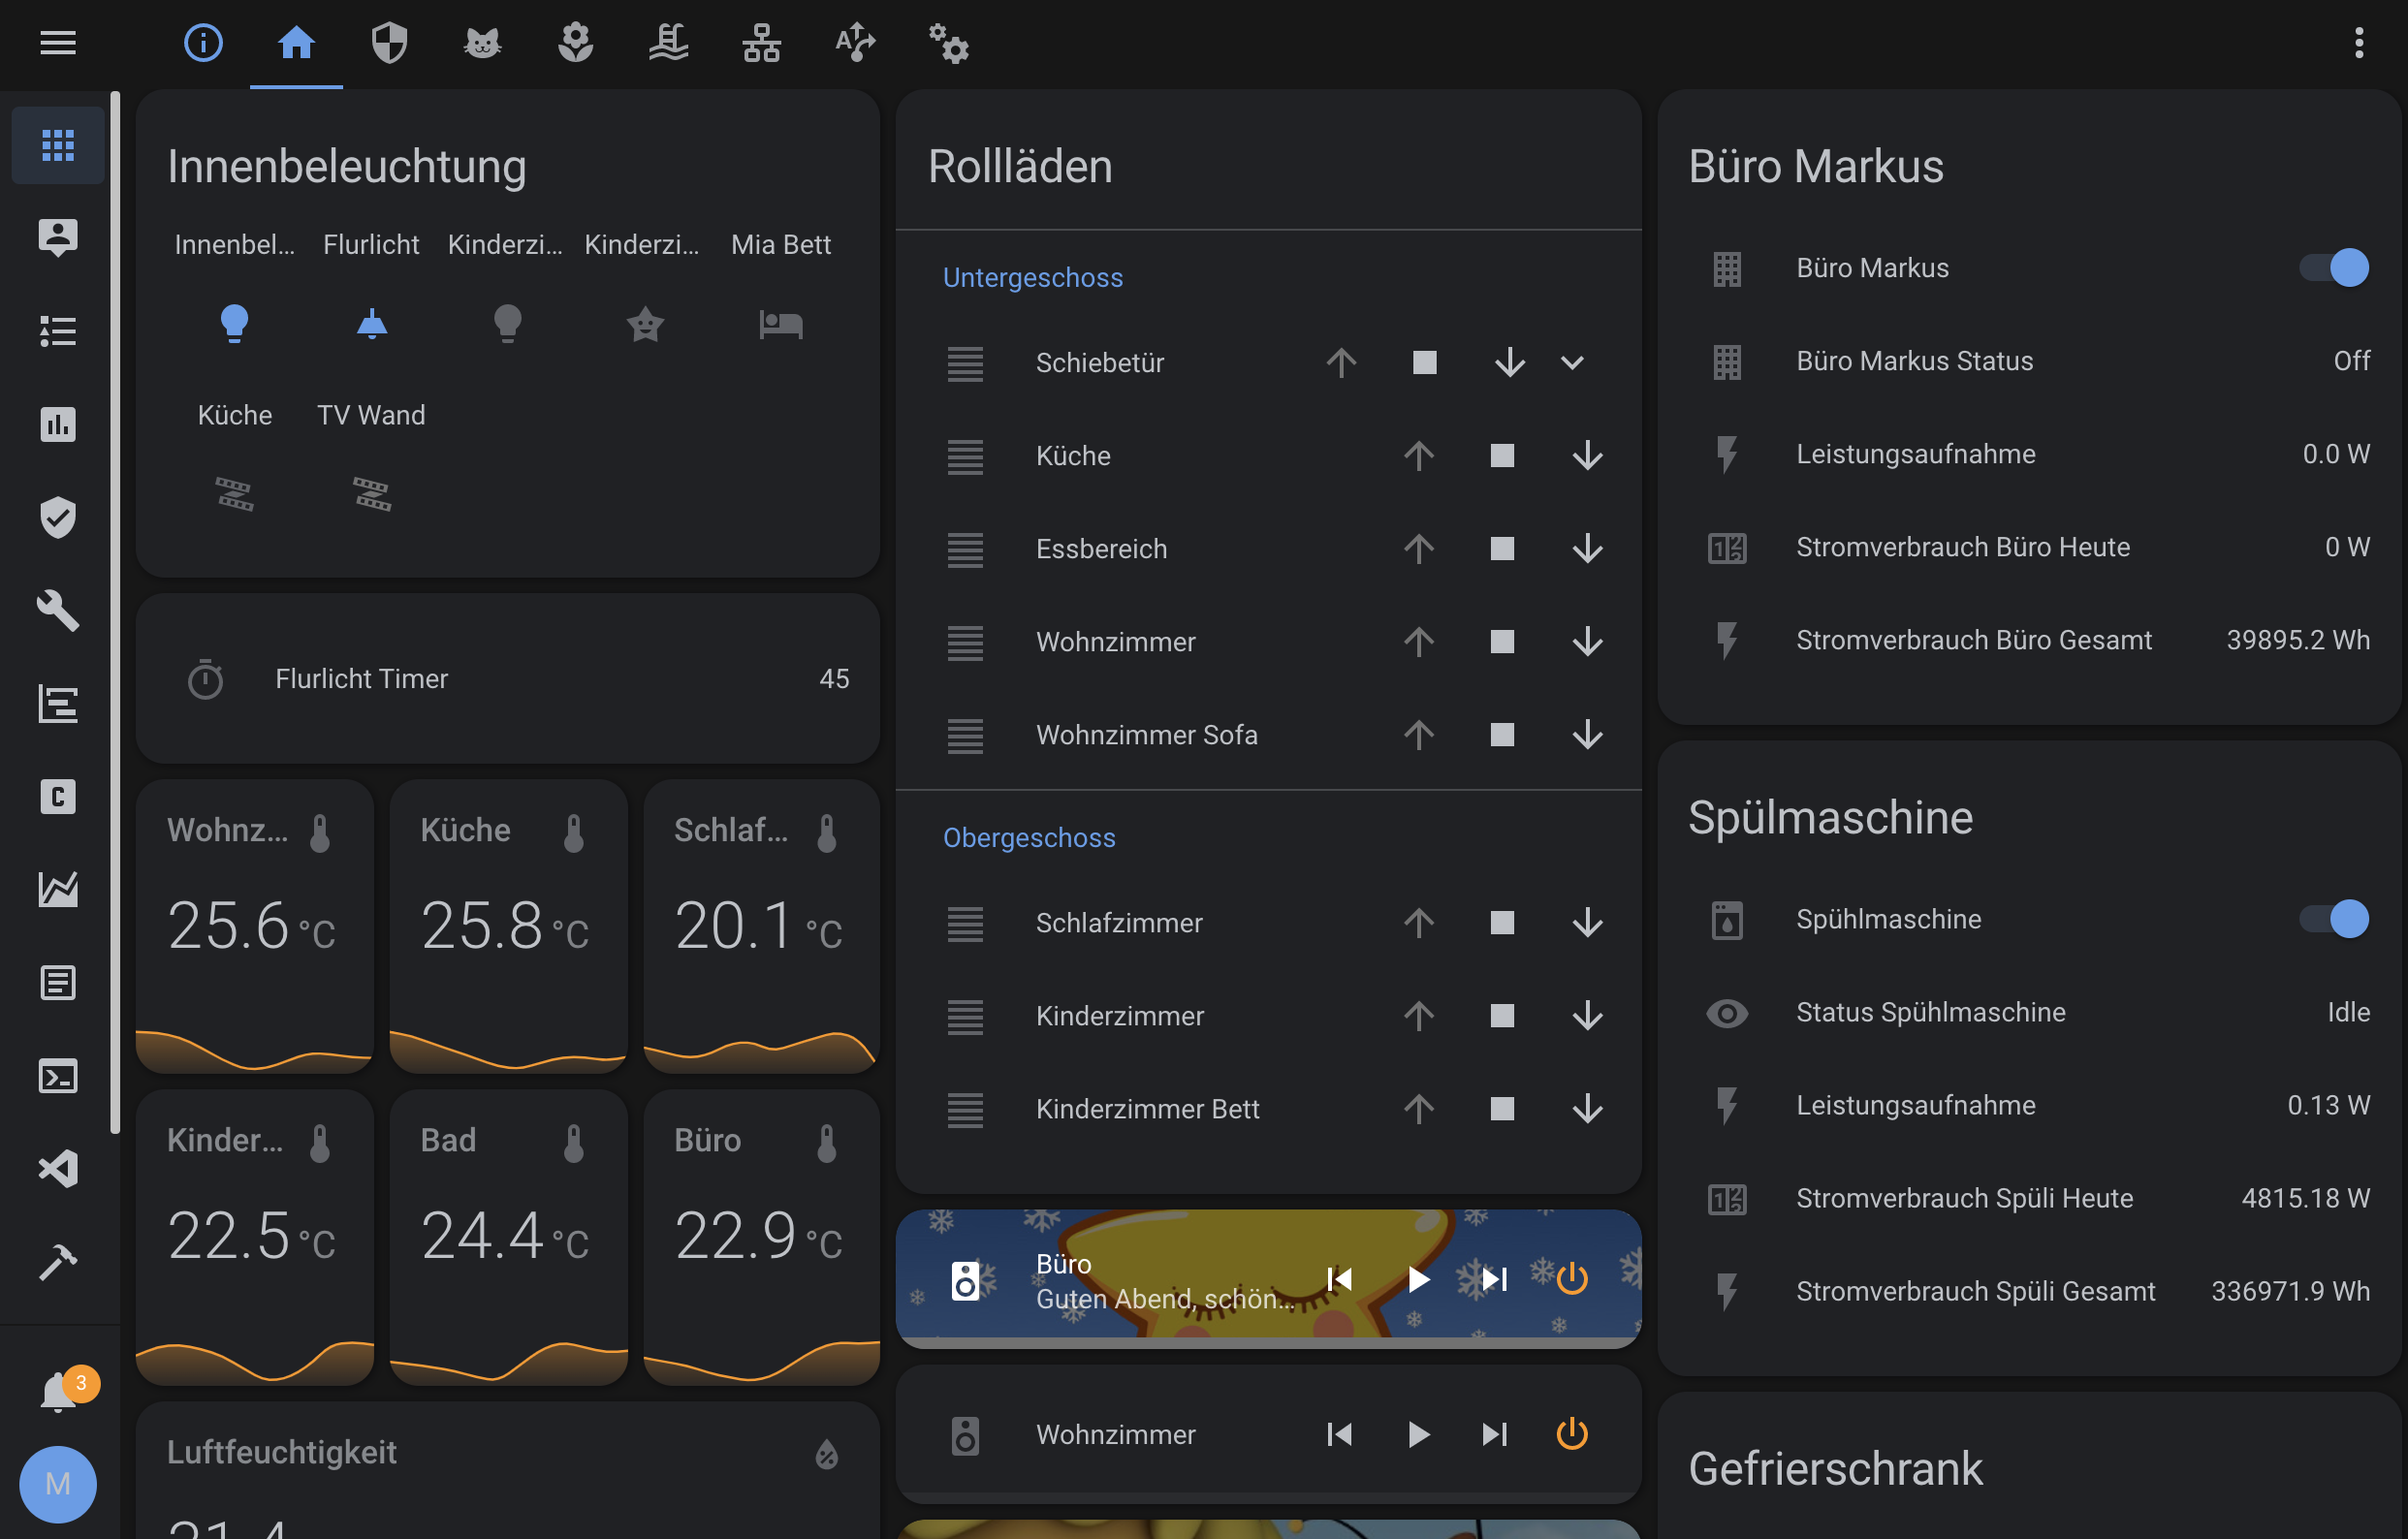 Innenbeleuchtung
Innenbel... Flurlicht Kinderzi... Kinderzi... Mia Bett
Küche TV Wand
Flurlicht Timer 45
Wohnz... Küche Schlaf...
25.6 °C 25.8 °C 20.1 °C
Kinder... Bad Büro
22.5 °C 24.4 °C 22.9 °C
Luftfeuchtigkeit
Rollläden
Untergeschoss
Schiebetür
Küche
Essbereich
Wohnzimmer
Wohnzimmer Sofa
Obergeschoss
Schlafzimmer
Kinderzimmer
Kinderzimmer Bett
Büro
Guten Abend, schön...
Wohnzimmer
Büro Markus
Büro Markus
Büro Markus Status Off
Leistungsaufnahme 0.0 W
Stromverbrauch Büro Heute 0 W
Stromverbrauch Büro Gesamt 39895.2 Wh
Spülmaschine
Spühlmaschine
Status Spühlmaschine Idle
Leistungsaufnahme 0.13 W
Stromverbrauch Spüli Heute 4815.18 W
Stromverbrauch Spüli Gesamt 336971.9 Wh
Gefrierschrank
3
M